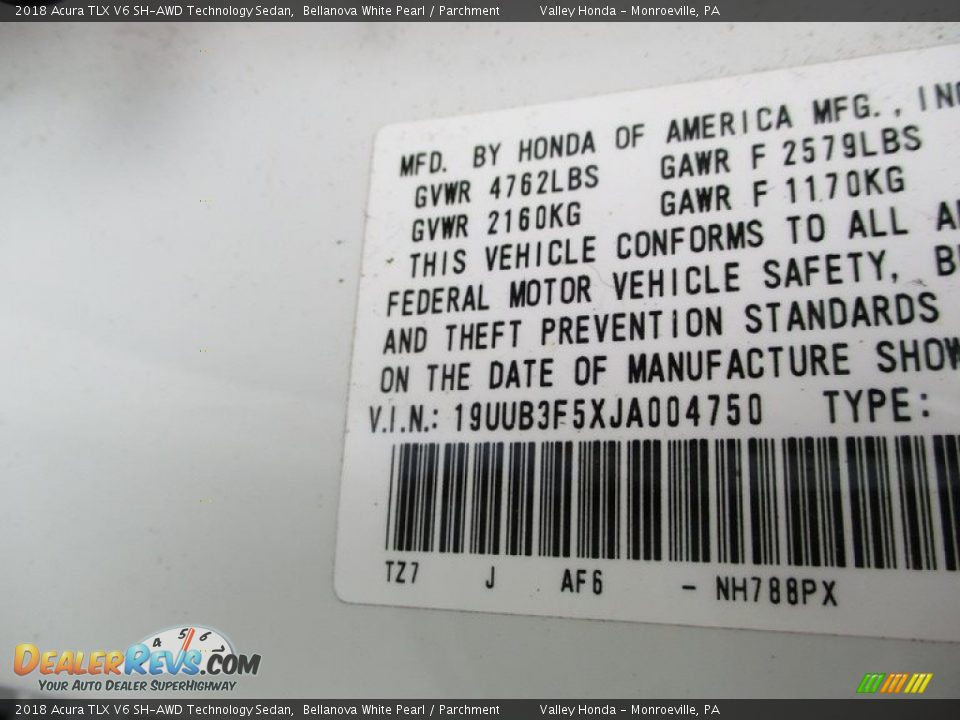 2018 Acura TLX V6 SH-AWD Technology Sedan, Bellanova White Pearl / Parchment Valley Honda - Monroeville, PA
MFD. BY HONDA OF AMERICA MFG., INC
GVWR 4762LBS GAWR F 2579LBS
GVWR 2160KG GAWR F 1170KG
THIS VEHICLE CONFORMS TO ALL A
FEDERAL MOTOR VEHICLE SAFETY, B
AND THEFT PREVENTION STANDARDS
ON THE DATE OF MANUFACTURE SHOW
V.I.N.: 19UUB3F5XJA004750 TYPE:
TZ7 J AF6 - NH788PX
4 5 6
DEALERREVS.COM
YOUR AUTO DEALER SUPERHIGHWAY
2018 Acura TLX V6 SH-AWD Technology Sedan, Bellanova White Pearl / Parchment Valley Honda - Monroeville, PA